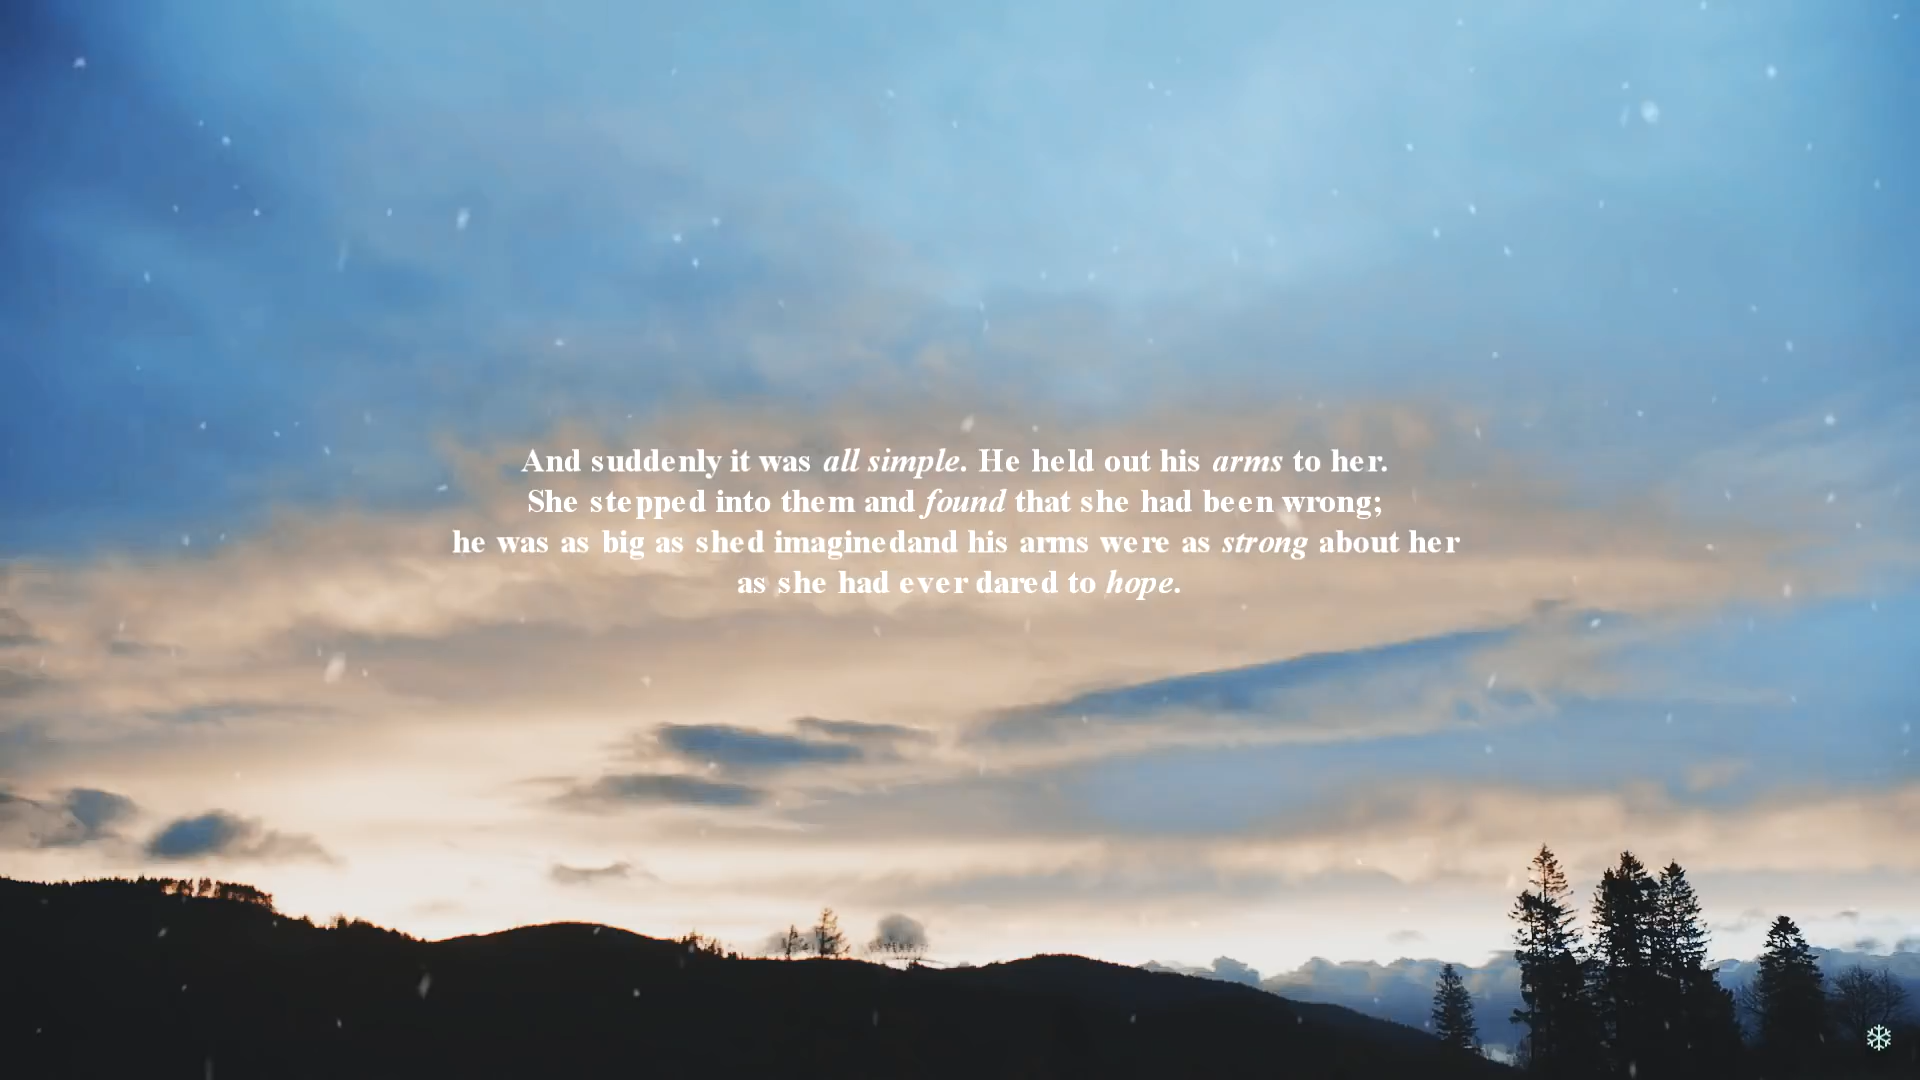 And suddenly it was all simple. He held out his arms to her.
She stepped into them and found that she had been wrong;
he was as big as shed imaginedand his arms were as strong about her
as she had ever dared to hope.